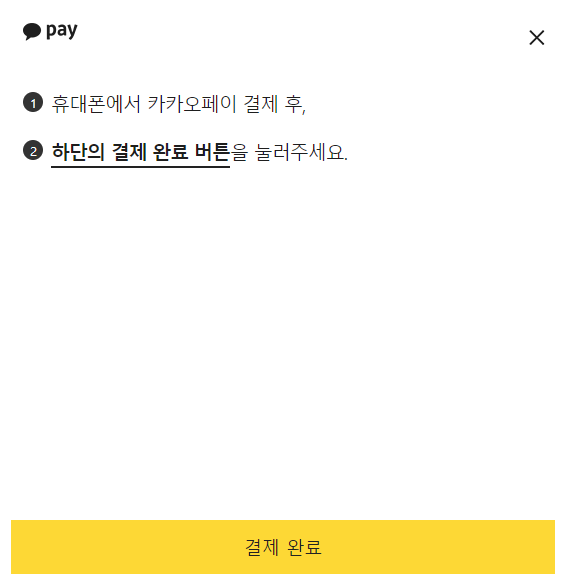 pay
1 휴대폰에서 카카오페이 결제 후,
2 하단의 결제 완료 버튼을 눌러주세요.
결제 완료